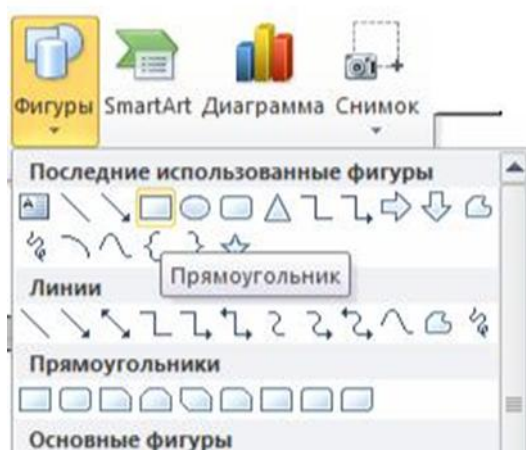 Фигуры SmartArt Диаграмма Снимок
Последние использованные фигуры
Прямоугольник
Линии
Прямоугольники
Основные фигуры